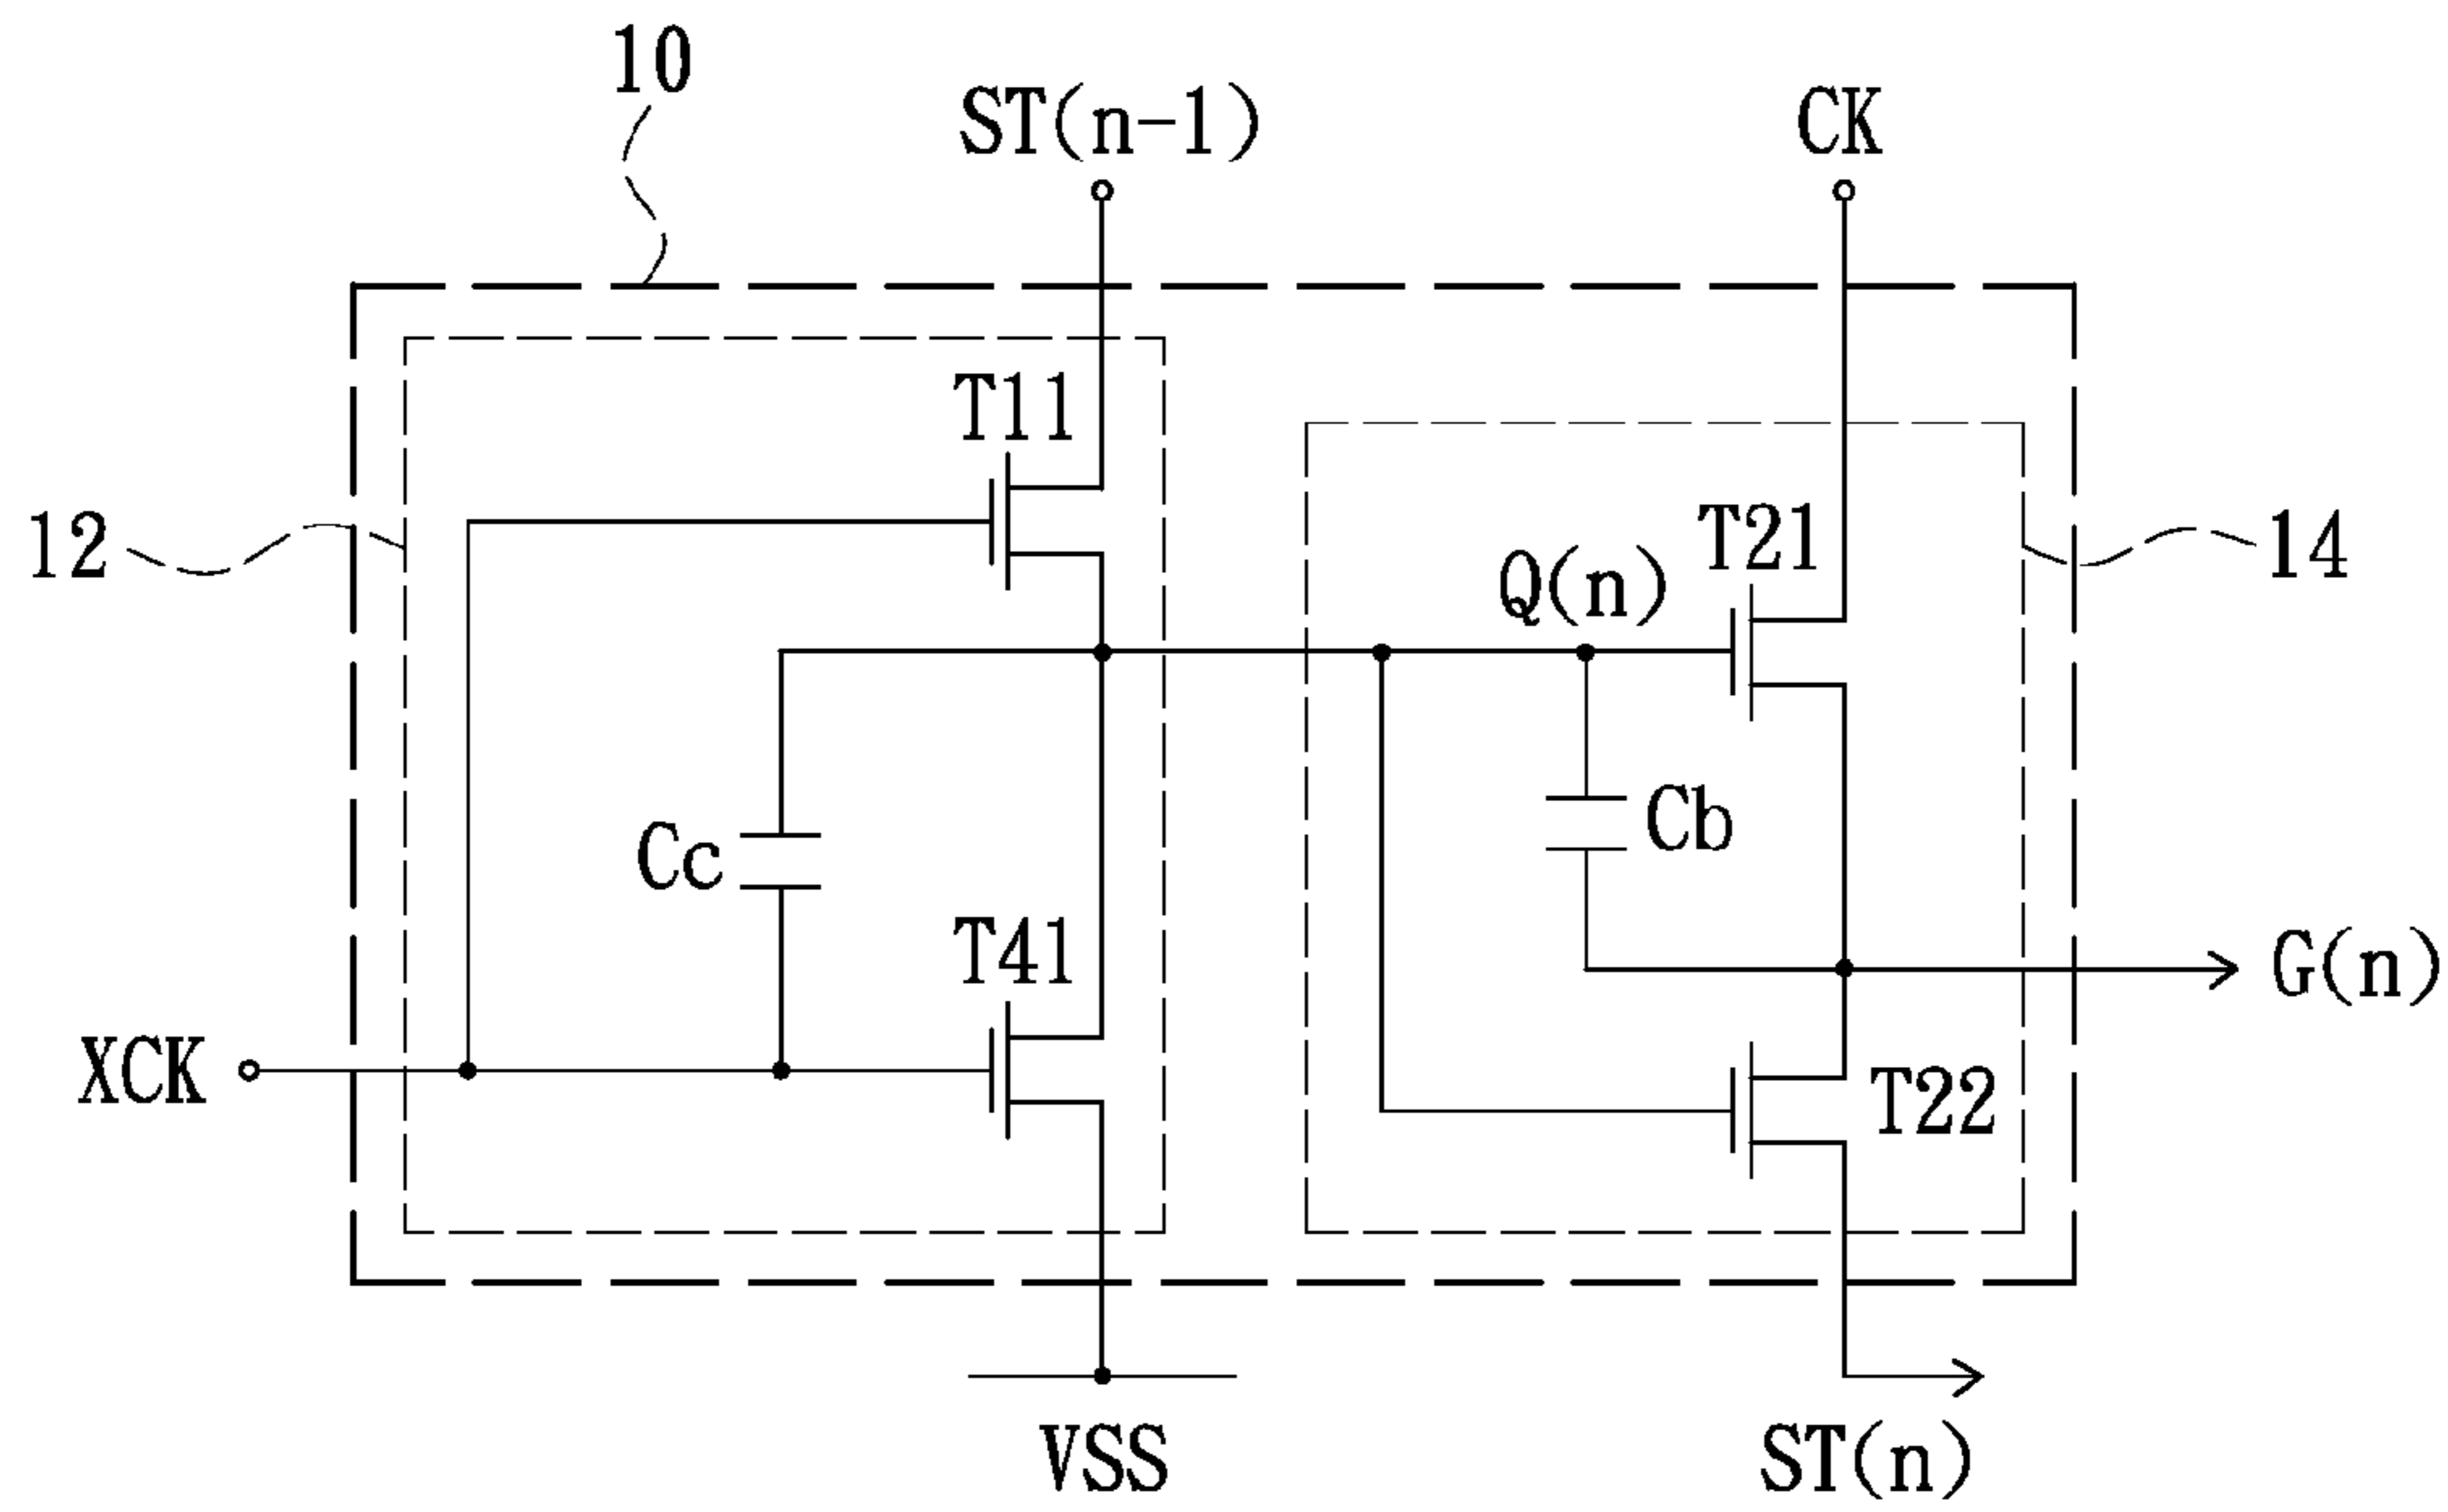 10
ST(n-1)
CK
T11
12
T21
14
Q(n)
Cc
Cb
T41
G(n)
XCK
T22
VSS
ST(n)